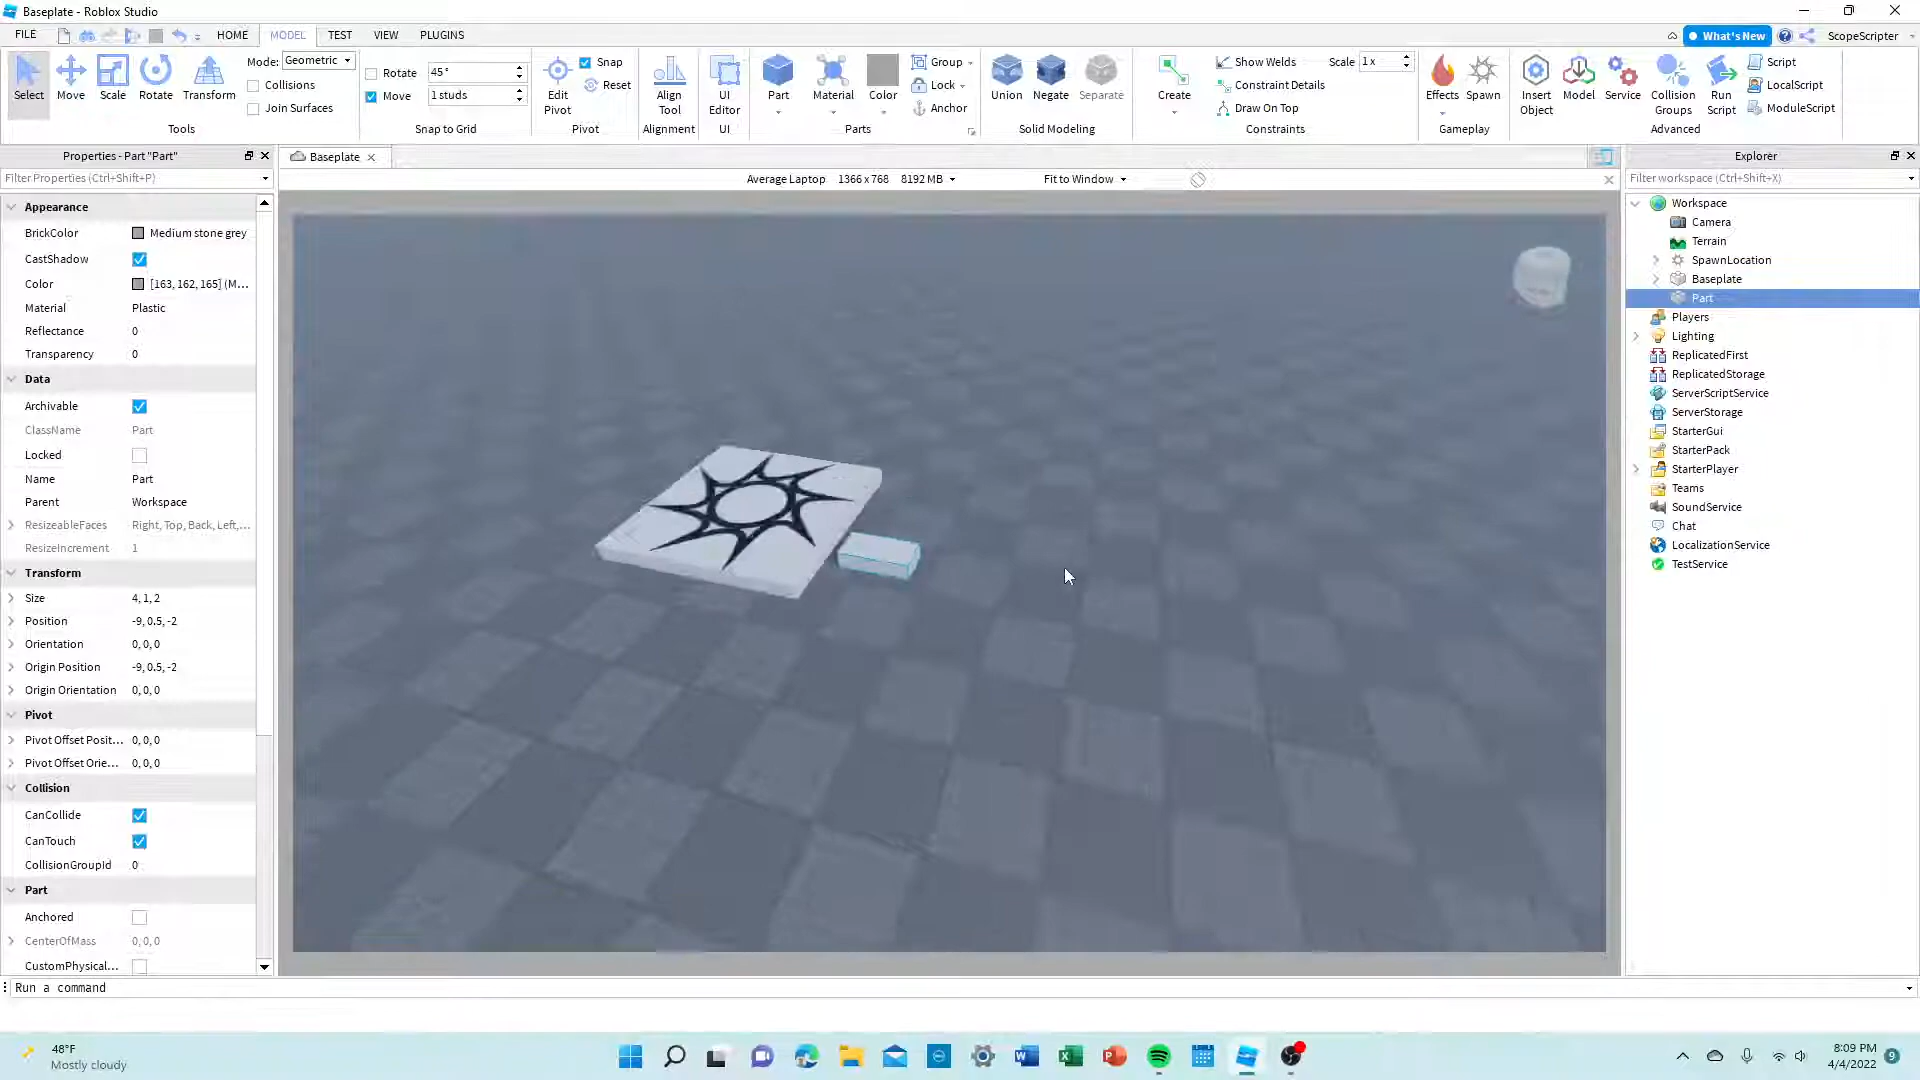 Baseplate - Roblox Studio
FILE HOME MODEL TEST VIEW PLUGINS What's New ScopeScripter
Select Move Scale Rotate Transform
Mode: Geometric
Collisions
Join Surfaces
Tools
Rotate 45°
Move 1 studs
Snap to Grid
Edit Pivot
Snap
Reset
Pivot
Align Tool
Alignment
UI Editor
UI
Part Material Color
Group
Lock
Anchor
Parts
Union Negate Separate
Solid Modeling
Create
Show Welds
Constraint Details
Draw On Top
Scale 1 x
Constraints
Effects Spawn
Gameplay
Insert Object
Model
Service
Collision Groups
Run Script
Script
LocalScript
ModuleScript
Advanced
Properties - Part "Part"
Filter Properties (Ctrl+Shift+P)
Appearance
BrickColor Medium stone grey
CastShadow
Color [163, 162, 165] (M...
Material Plastic
Reflectance 0
Transparency 0
Data
Archivable
ClassName Part
Locked
Name Part
Parent Workspace
ResizeableFaces Right, Top, Back, Left,...
ResizeIncrement 1
Transform
Size 4, 1, 2
Position -9, 0.5, -2
Orientation 0, 0, 0
Origin Position -9, 0.5, -2
Origin Orientation 0, 0, 0
Pivot
Pivot Offset Posit... 0, 0, 0
Pivot Offset Orie... 0, 0, 0
Collision
CanCollide
CanTouch
CollisionGroupId 0
Part
Anchored
CenterOfMass 0, 0, 0
CustomPhysical...
Baseplate
Average Laptop 1366 x 768 8192 MB Fit to Window
Explorer
Filter workspace (Ctrl+Shift+X)
Workspace
Camera
Terrain
SpawnLocation
Baseplate
Part
Players
Lighting
ReplicatedFirst
ReplicatedStorage
ServerScriptService
ServerStorage
StarterGui
StarterPack
StarterPlayer
Teams
SoundService
Chat
LocalizationService
TestService
Run a command
48°F
Mostly cloudy
8:09 PM
4/4/2022
9